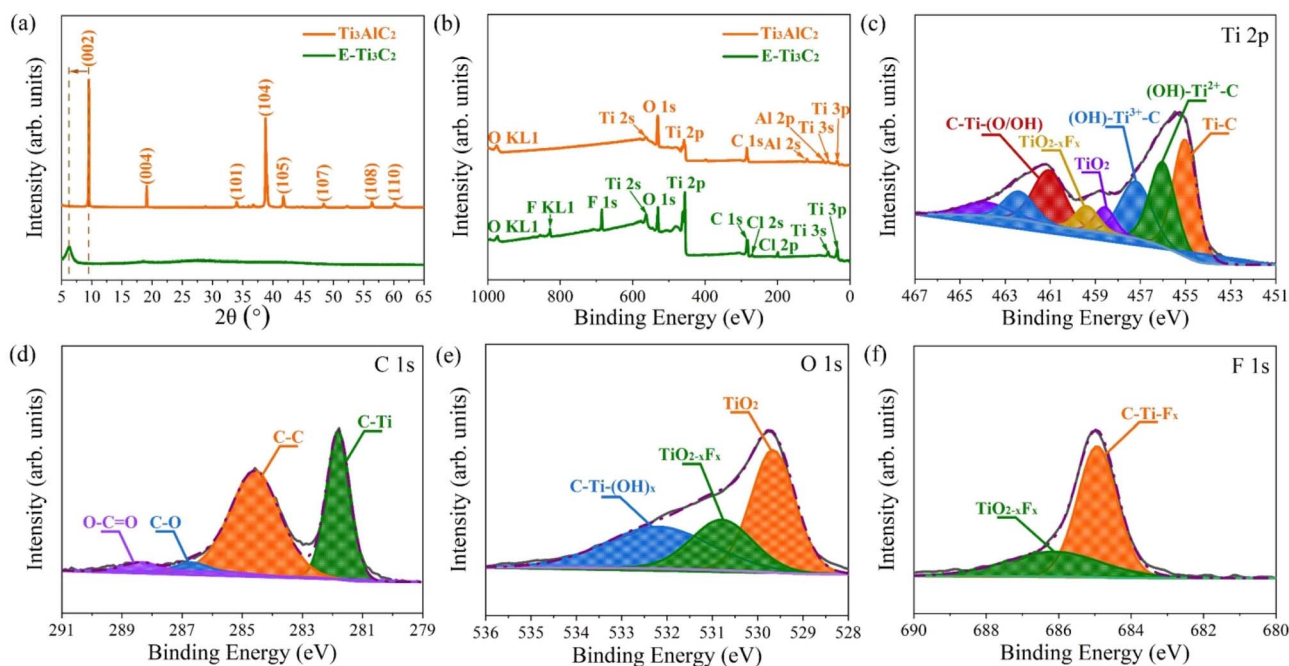 (a)
Ti₃AlC₂
E-Ti₃C₂
(002)
(004)
(101)
(104)
(105)
(107)
(108)
(110)
Intensity (arb. units)
5 10 15 20 25 30 35 40 45 50 55 60 65
2θ (°)
(b)
Ti₃AlC₂
E-Ti₃C₂
O KL1
Ti 2s
O 1s
Ti 2p
C 1s
Al 2s
Al 2p
Ti 3s
Ti 3p
O KL1
F KL1
F 1s
Ti 2s
O 1s
Ti 2p
C 1s
Cl 2s
Cl 2p
Ti 3s
Ti 3p
Intensity (arb. units)
1000 800 600 400 200 0
Binding Energy (eV)
(c)
Ti 2p
C-Ti-(O/OH)
TiO₂₋ₓFₓ
TiO₂
(OH)-Ti³⁺-C
(OH)-Ti²⁺-C
Ti-C
Intensity (arb. units)
467 465 463 461 459 457 455 453 451
Binding Energy (eV)
(d)
C 1s
O-C=O
C-O
C-C
C-Ti
Intensity (arb. units)
291 289 287 285 283 281 279
Binding Energy (eV)
(e)
O 1s
C-Ti-(OH)ₓ
TiO₂₋ₓFₓ
TiO₂
Intensity (arb. units)
536 535 534 533 532 531 530 529 528
Binding Energy (eV)
(f)
F 1s
TiO₂₋ₓFₓ
C-Ti-Fₓ
Intensity (arb. units)
690 688 686 684 682 680
Binding Energy (eV)